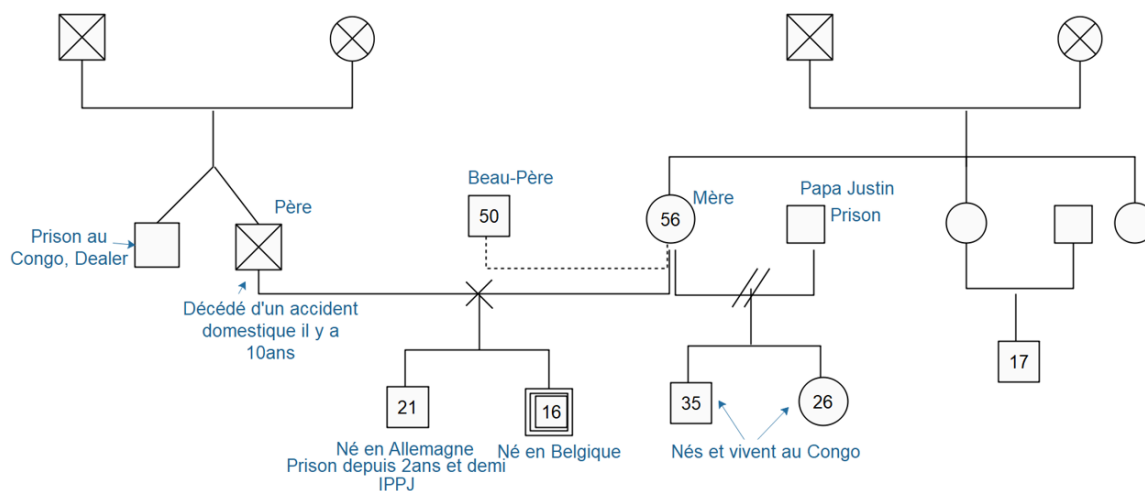 Beau-Père
50
Mère
56
Papa Justin
Prison
Père
Prison au
Congo, Dealer
Décédé d'un accident
domestique il y a
10ans
17
21
16
35
26
Né en Allemagne
Prison depuis 2ans et demi
IPPJ
Né en Belgique
Nés et vivent au Congo